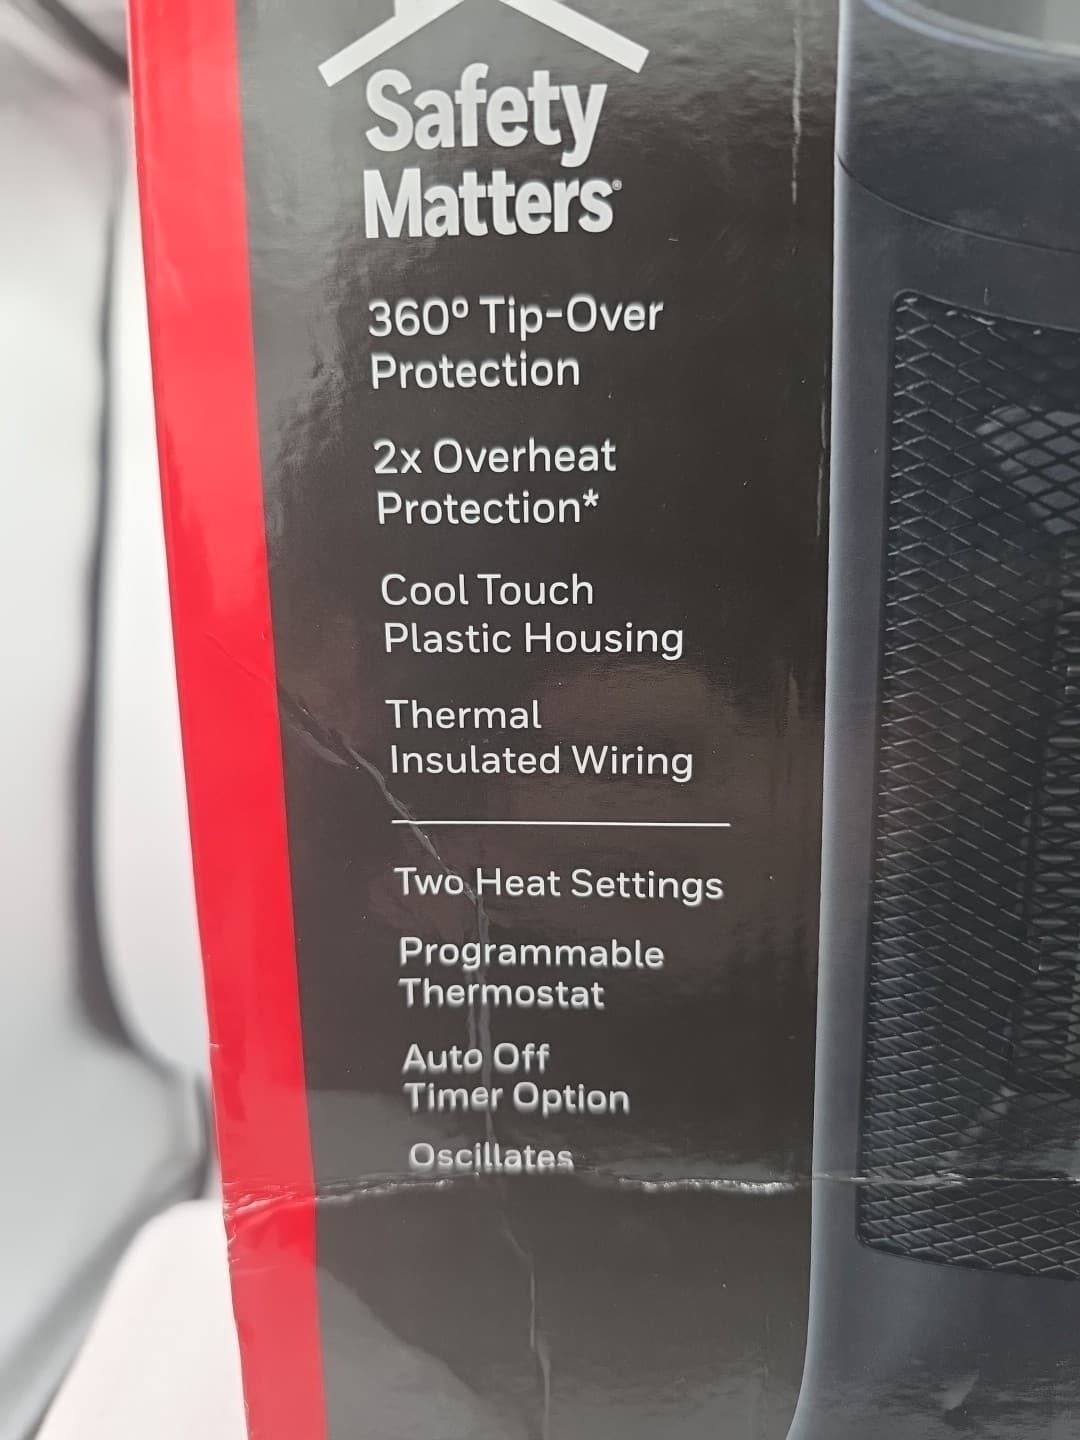 Safety
Matters®
360º Tip-Over
Protection
2x Overheat
Protection*
Cool Touch
Plastic Housing
Thermal
Insulated Wiring
Two Heat Settings
Programmable
Thermostat
Auto Off
Timer Option
Oscillates